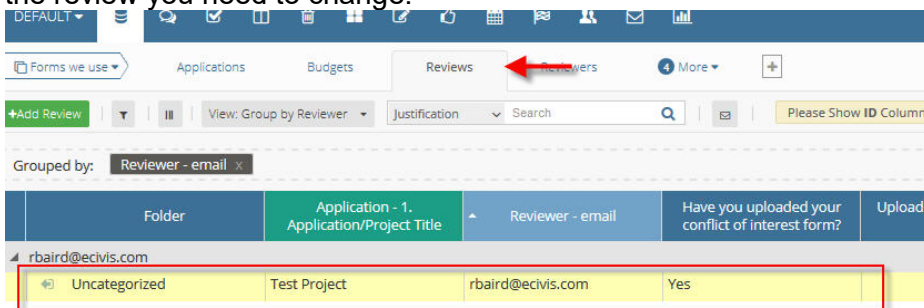 the review you need to change.
DEFAULT
Forms we use Applications Budgets Reviews Reviewers 4 More +
+Add Review View: Group by Reviewer Justification Search Please Show ID Column
Grouped by: Reviewer - email x
Folder Application - 1. Application/Project Title Reviewer - email Have you uploaded your conflict of interest form? Upload
rbaird@ecivis.com
Uncategorized Test Project rbaird@ecivis.com Yes